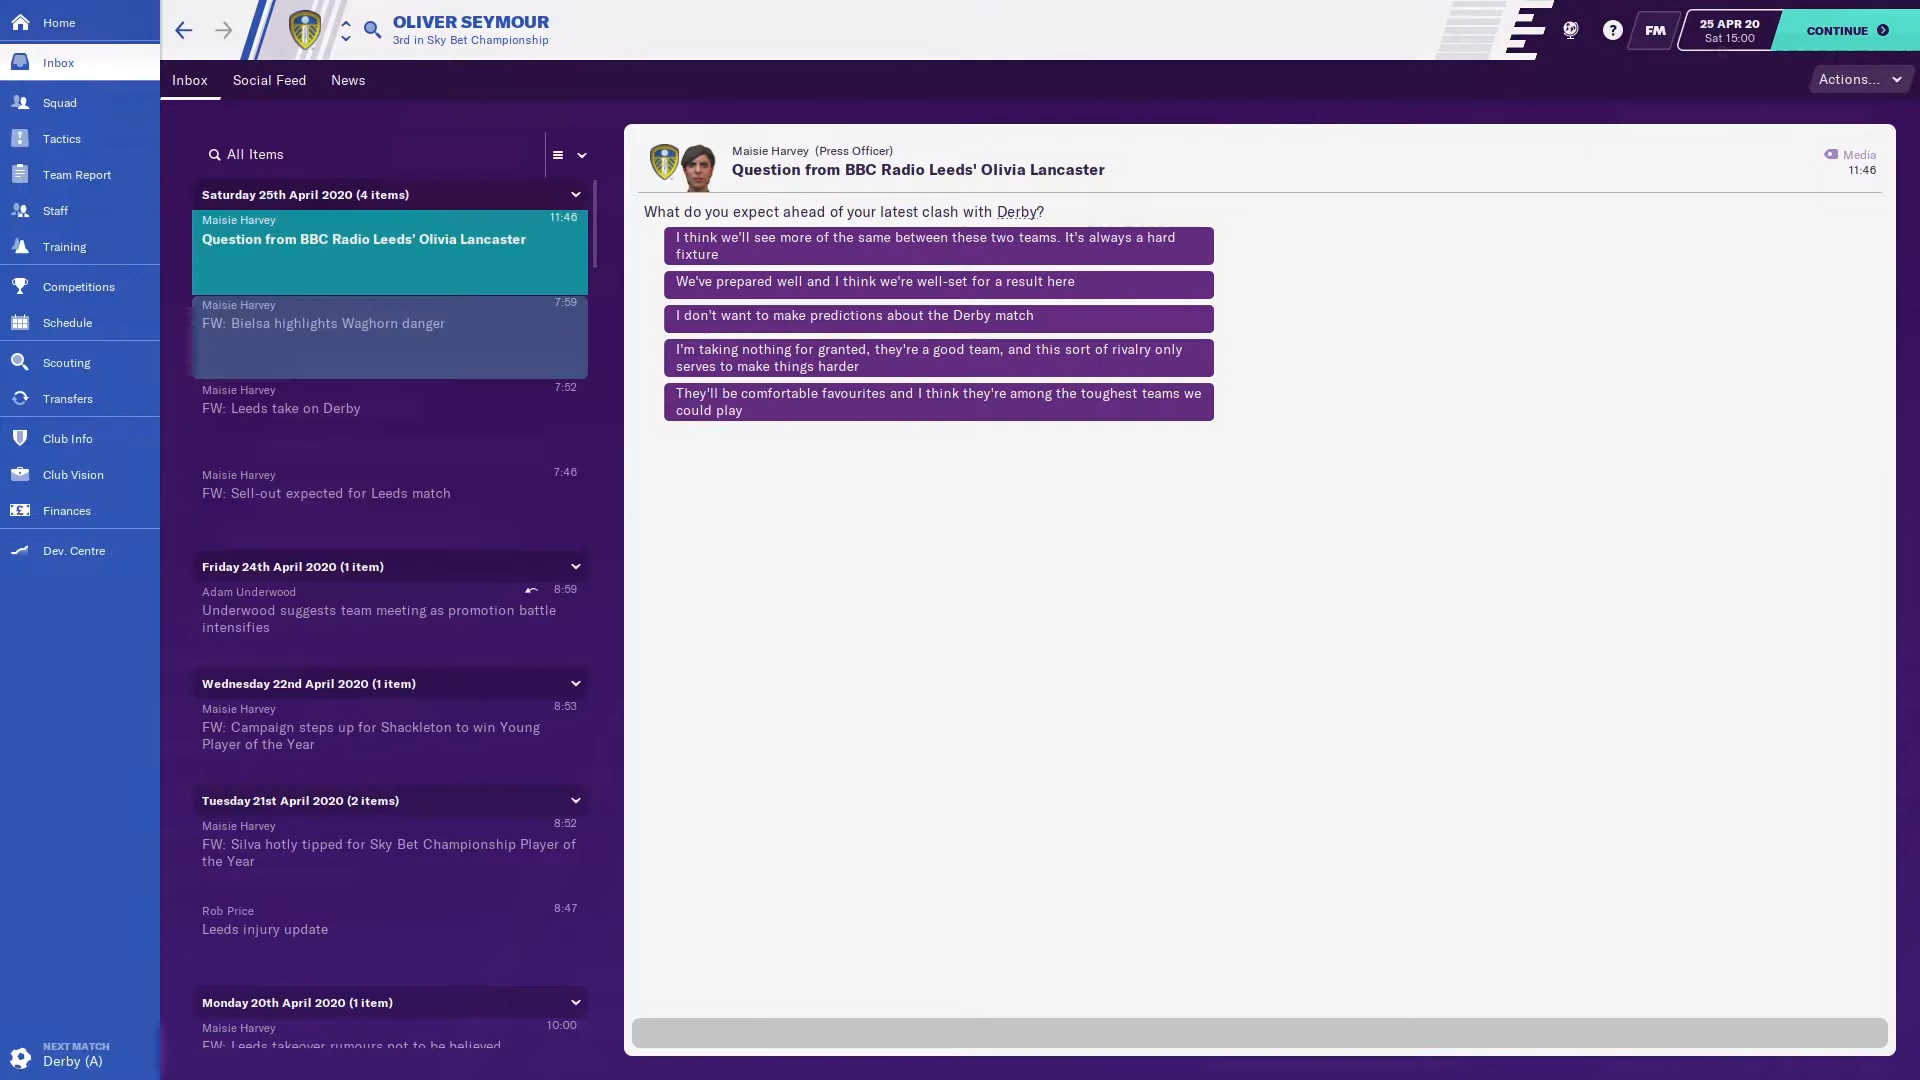 Home
Inbox
Squad
Tactics
Team Report
Staff
Training
Competitions
Schedule
Scouting
Transfers
Club Info
Club Vision
Finances
Dev. Centre
NEXT MATCH
Derby (A)
OLIVER SEYMOUR
3rd in Sky Bet Championship
?
FM
25 APR 20
Sat 15:00
CONTINUE
Inbox
Social Feed
News
Actions...
All Items
Saturday 25th April 2020 (4 items)
Maisie Harvey
11:46
Question from BBC Radio Leeds' Olivia Lancaster
Maisie Harvey
7:59
FW: Bielsa highlights Waghorn danger
Maisie Harvey
7:52
FW: Leeds take on Derby
Maisie Harvey
7:46
FW: Sell-out expected for Leeds match
Friday 24th April 2020 (1 item)
Adam Underwood
8:59
Underwood suggests team meeting as promotion battle
intensifies
Wednesday 22nd April 2020 (1 item)
Maisie Harvey
8:53
FW: Campaign steps up for Shackleton to win Young
Player of the Year
Tuesday 21st April 2020 (2 items)
Maisie Harvey
8:52
FW: Silva hotly tipped for Sky Bet Championship Player of
the Year
Rob Price
8:47
Leeds injury update
Monday 20th April 2020 (1 item)
Maisie Harvey
10:00
FW: Leeds takeover rumours not to be believed
Maisie Harvey (Press Officer)
Question from BBC Radio Leeds' Olivia Lancaster
Media
11:46
What do you expect ahead of your latest clash with Derby?
I think we'll see more of the same between these two teams. It's always a hard
fixture
We've prepared well and I think we're well-set for a result here
I don't want to make predictions about the Derby match
I'm taking nothing for granted, they're a good team, and this sort of rivalry only
serves to make things harder
They'll be comfortable favourites and I think they're among the toughest teams we
could play